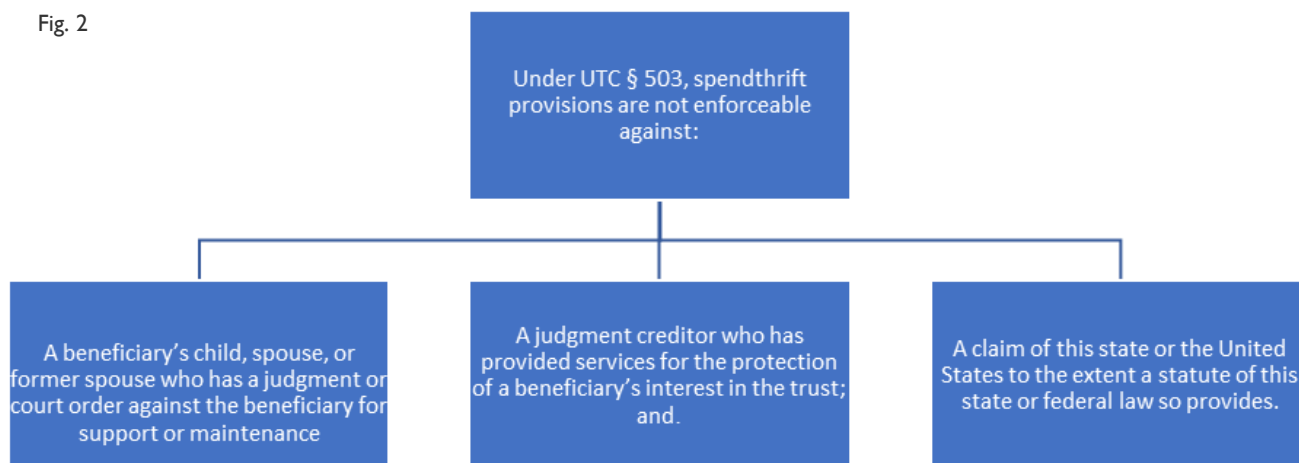 Fig. 2
Under UTC § 503, spendthrift
provisions are not enforceable
against:
A beneficiary's child, spouse, or
former spouse who has a judgment or
court order against the beneficiary for
support or maintenance
A judgment creditor who has
provided services for the protection
of a beneficiary's interest in the trust;
and.
A claim of this state or the United
States to the extent a statute of this
state or federal law so provides.